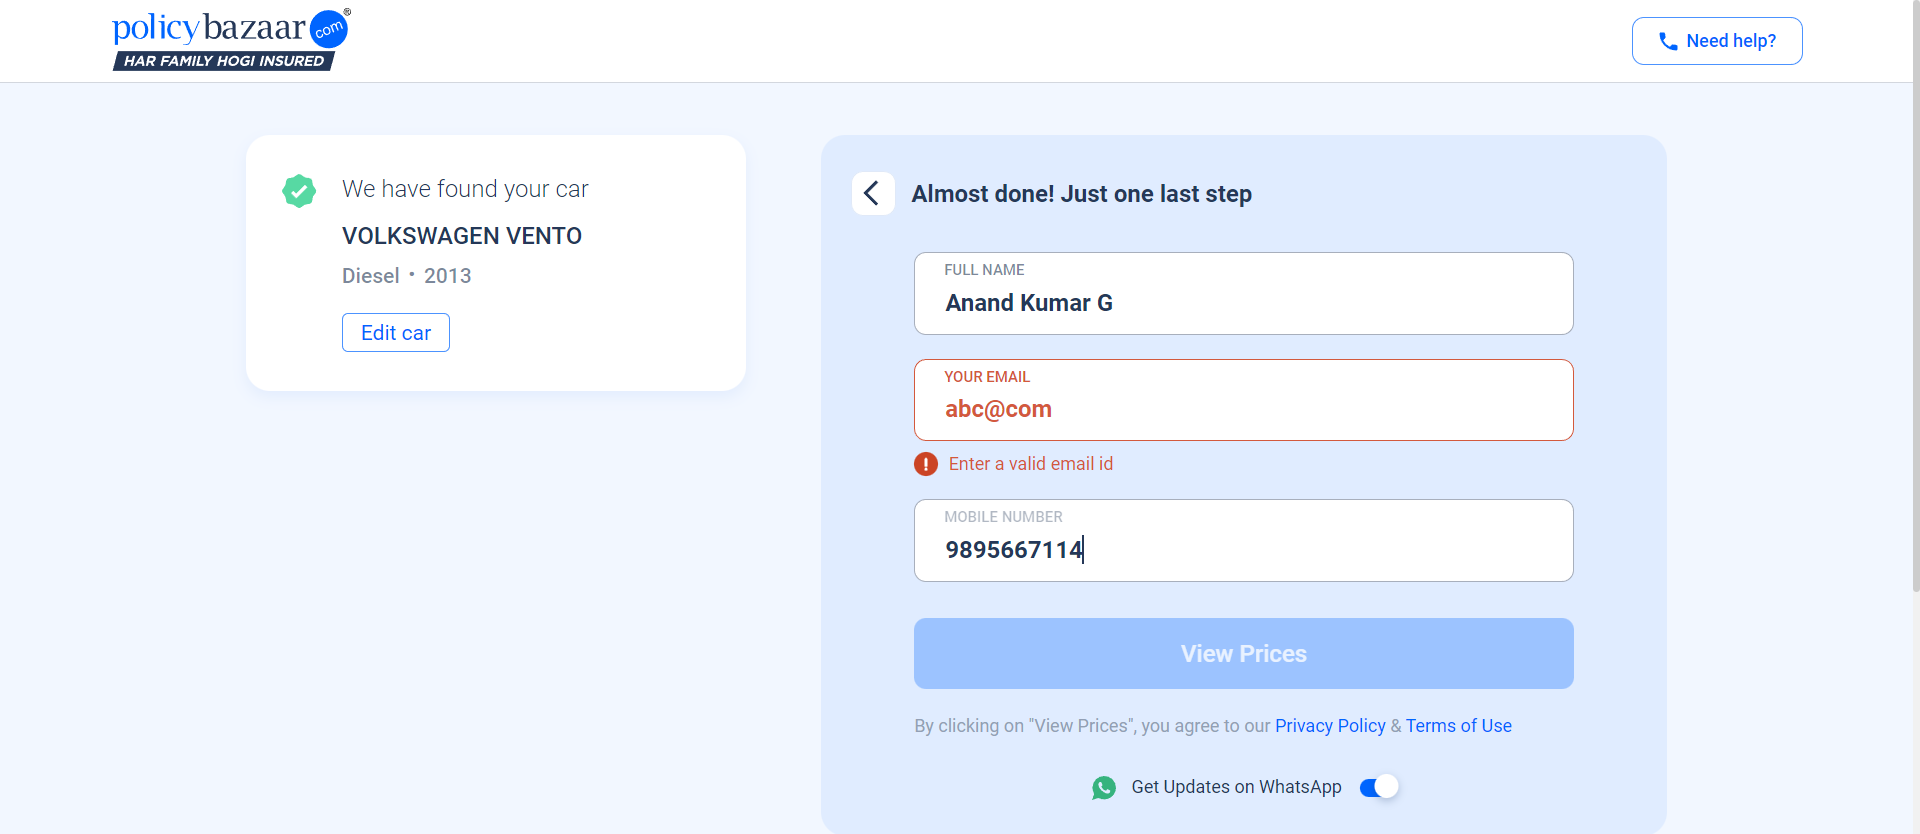 policybazaar com ®
HAR FAMILY HOGI INSURED
Need help?
We have found your car
VOLKSWAGEN VENTO
Diesel • 2013
Edit car
Almost done! Just one last step
FULL NAME
Anand Kumar G
YOUR EMAIL
abc@com
Enter a valid email id
MOBILE NUMBER
9895667114
View Prices
By clicking on "View Prices", you agree to our Privacy Policy & Terms of Use
Get Updates on WhatsApp